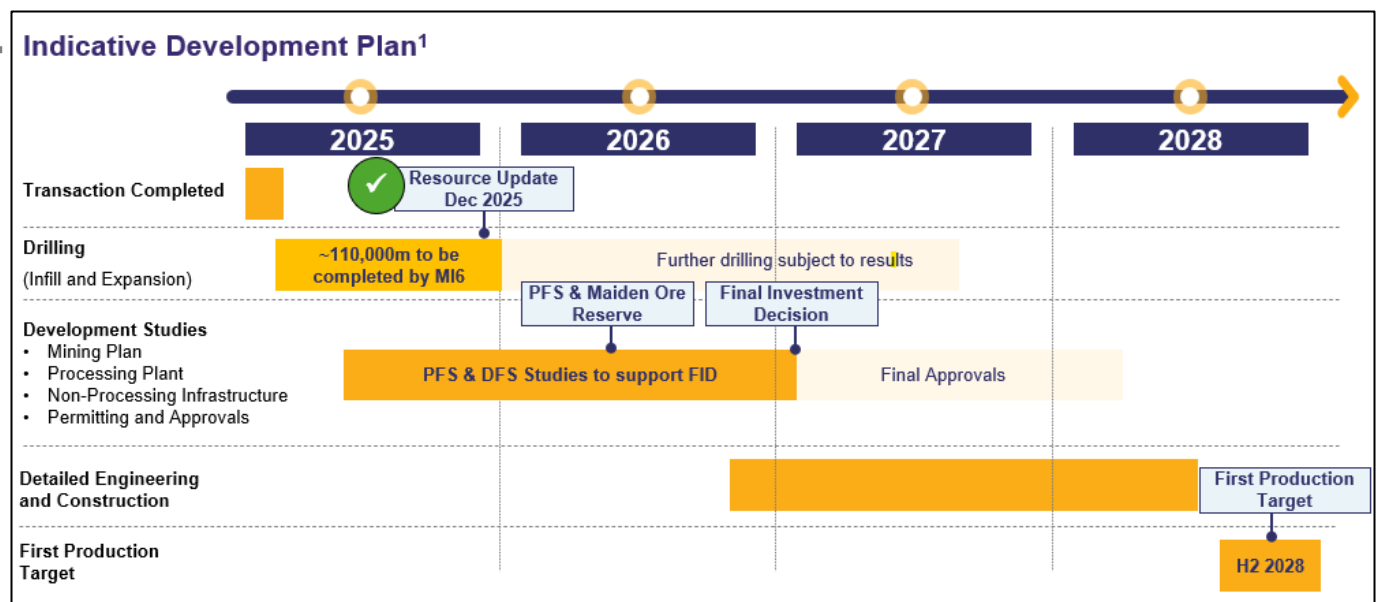 Indicative Development Plan¹
2025 2026 2027 2028
Transaction Completed
Resource Update
Dec 2025
Drilling
(Infill and Expansion)
~110,000m to be
completed by MI6
Further drilling subject to results
PFS & Maiden Ore
Reserve
Final Investment
Decision
Development Studies
• Mining Plan
• Processing Plant
• Non-Processing Infrastructure
• Permitting and Approvals
PFS & DFS Studies to support FID
Final Approvals
Detailed Engineering
and Construction
First Production
Target
First Production
Target
H2 2028